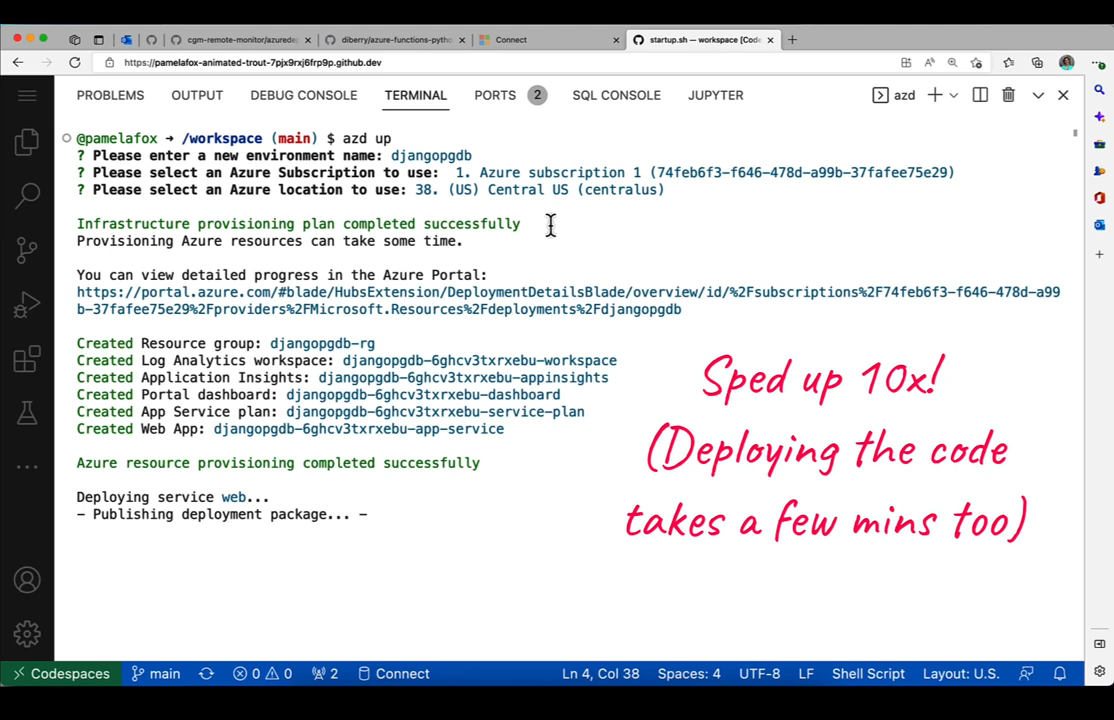 cgm-remote-monitor/azuredep
diberry/azure-functions-pytho
Connect
startup.sh — workspace [Code
https://pamelafox-animated-trout-7pjx9rxj6frp9p.github.dev
PROBLEMS OUTPUT DEBUG CONSOLE TERMINAL PORTS 2 SQL CONSOLE JUPYTER azd
@pamelafox → /workspace (main) $ azd up
? Please enter a new environment name: djangopgdb
? Please select an Azure Subscription to use:  1. Azure subscription 1 (74feb6f3-f646-478d-a99b-37fafee75e29)
? Please select an Azure location to use: 38. (US) Central US (centralus)
Infrastructure provisioning plan completed successfully
Provisioning Azure resources can take some time.
You can view detailed progress in the Azure Portal:
https://portal.azure.com/#blade/HubsExtension/DeploymentDetailsBlade/overview/id/%2Fsubscriptions%2F74feb6f3-f646-478d-a99
b-37fafee75e29%2Fproviders%2FMicrosoft.Resources%2Fdeployments%2Fdjangopgdb
Created Resource group: djangopgdb-rg
Created Log Analytics workspace: djangopgdb-6ghcv3txrxebu-workspace
Created Application Insights: djangopgdb-6ghcv3txrxebu-appinsights
Created Portal dashboard: djangopgdb-6ghcv3txrxebu-dashboard
Created App Service plan: djangopgdb-6ghcv3txrxebu-service-plan
Created Web App: djangopgdb-6ghcv3txrxebu-app-service
Azure resource provisioning completed successfully
Deploying service web...
- Publishing deployment package... -
Sped up 10x!
(Deploying the code
takes a few mins too)
Codespaces main 0 0 2 Connect Ln 4, Col 38 Spaces: 4 UTF-8 LF Shell Script Layout: U.S.